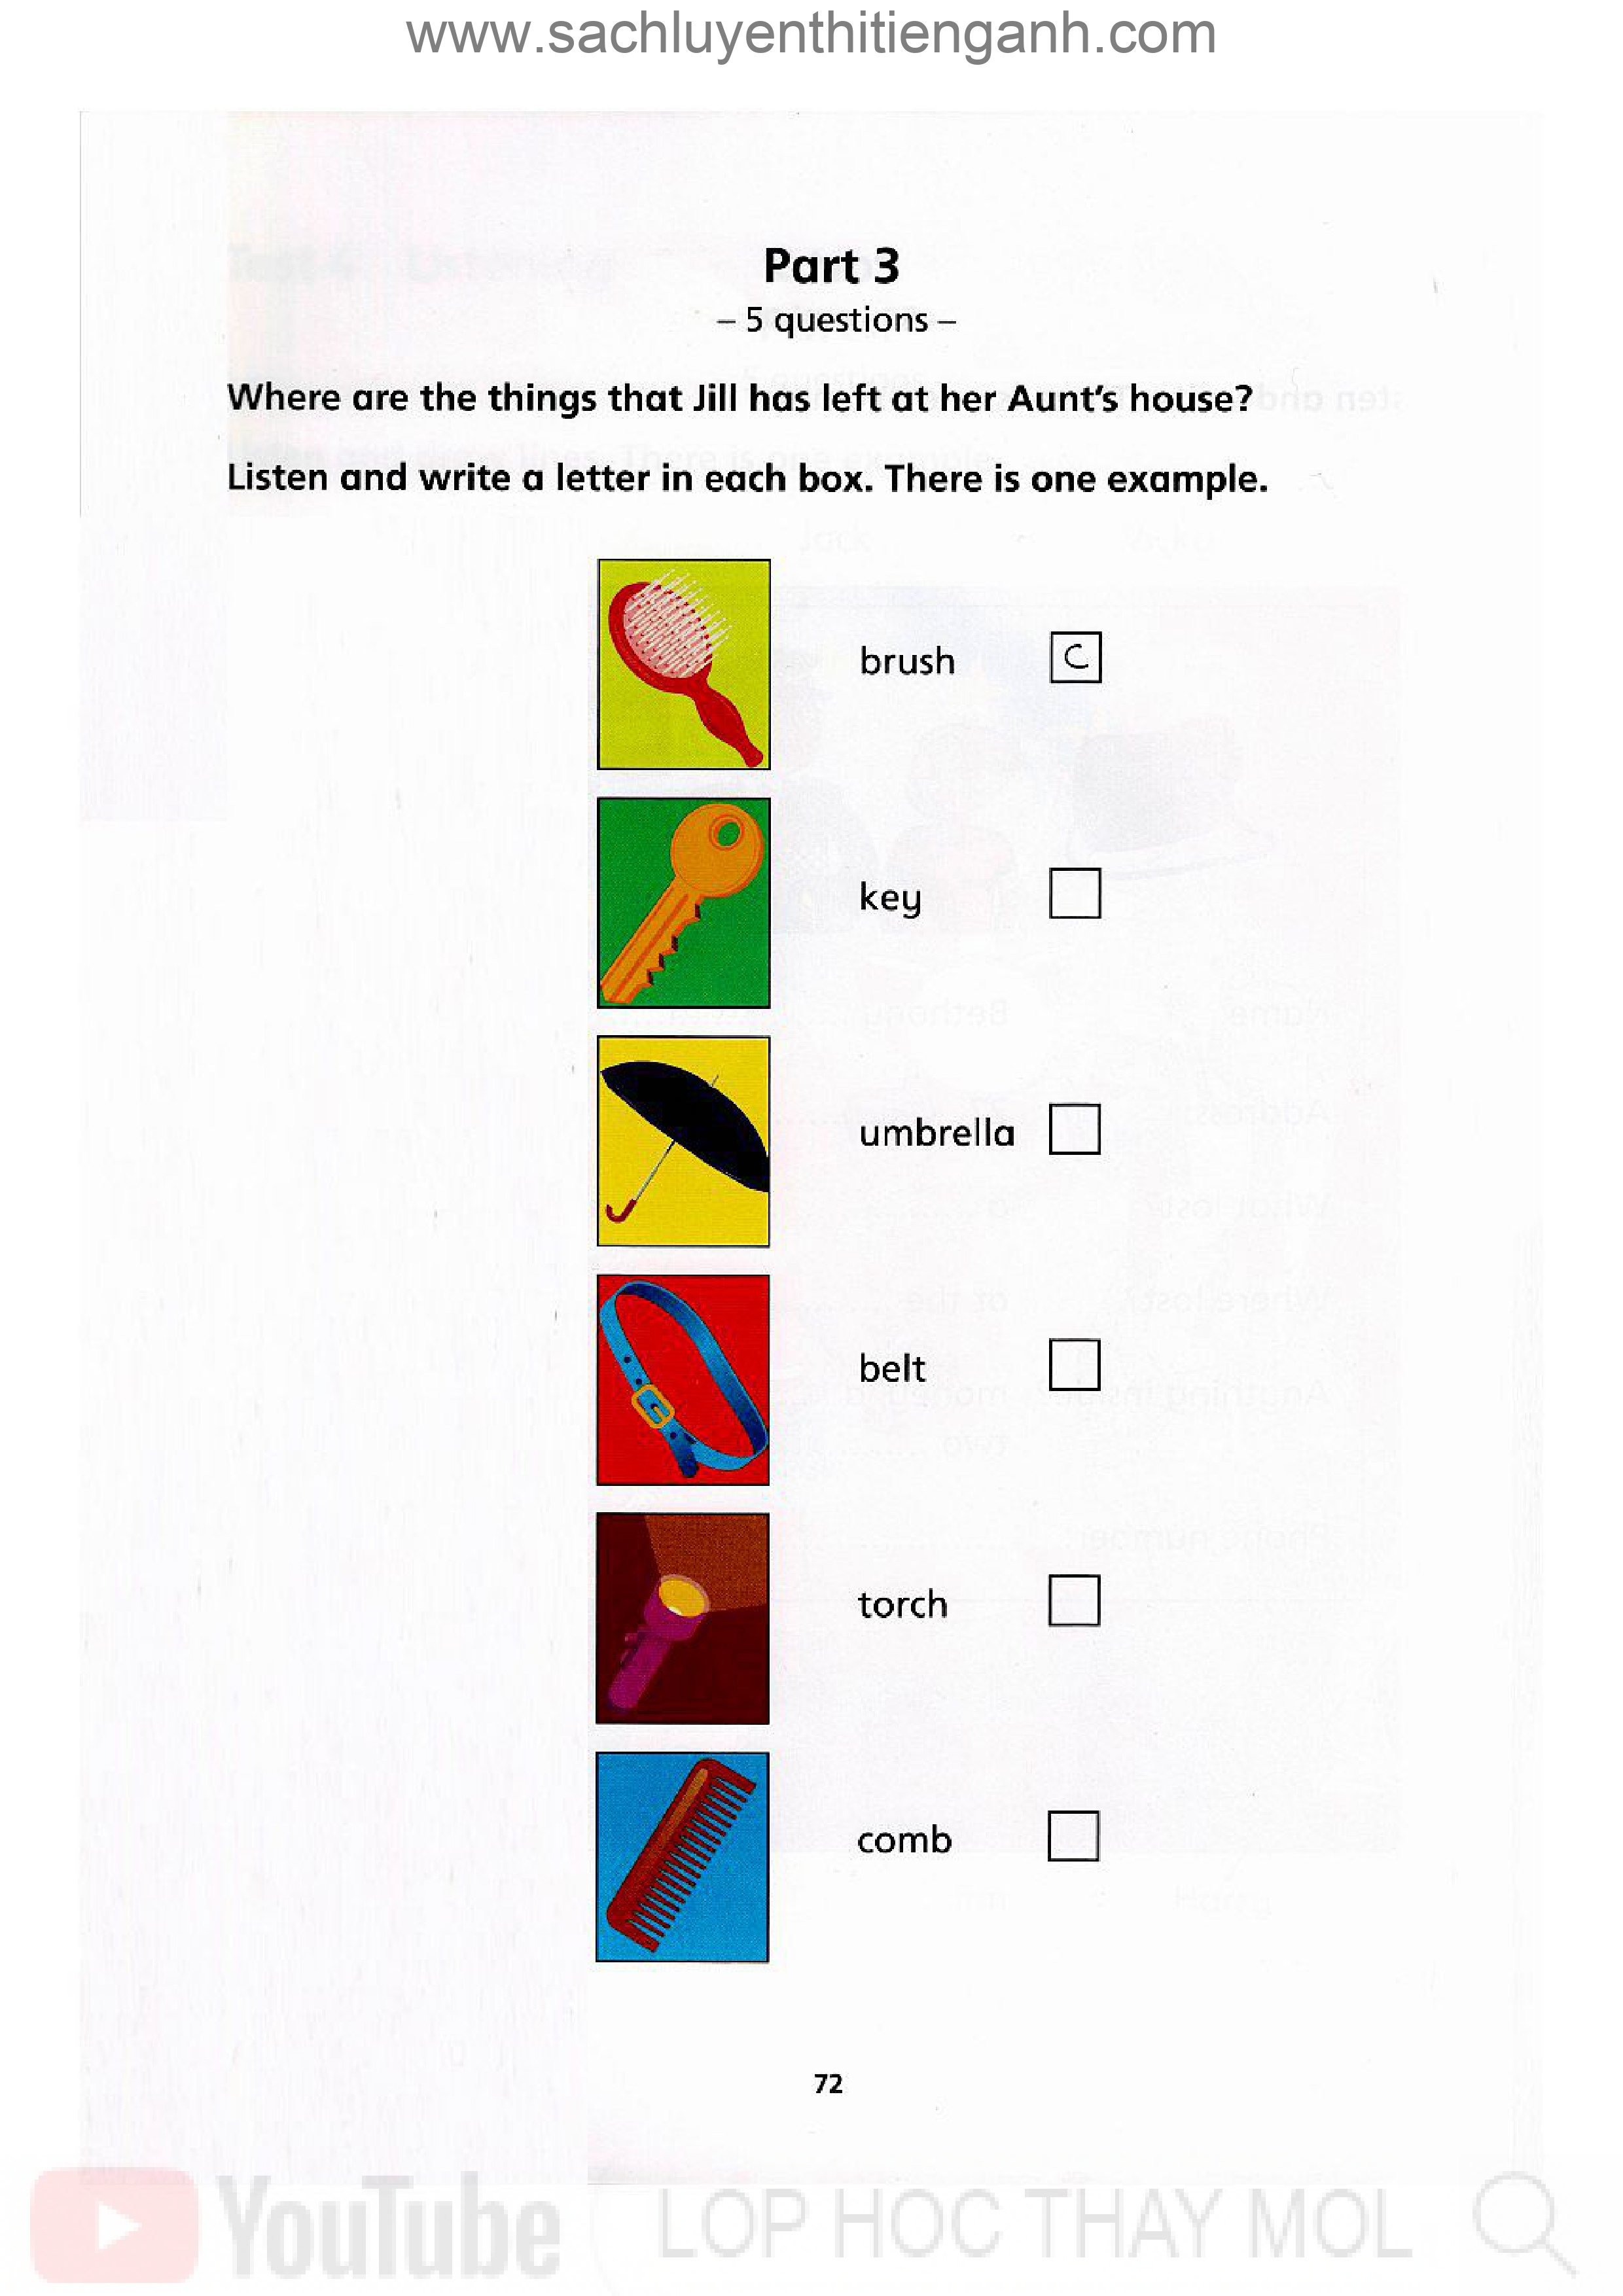 www.sachluyenthitienganh.com
Part 3
– 5 questions –
Where are the things that Jill has left at her Aunt's house?
Listen and write a letter in each box. There is one example.
brush C
key
umbrella
belt
torch
comb
72
YouTube LOP HOC THAY MOL